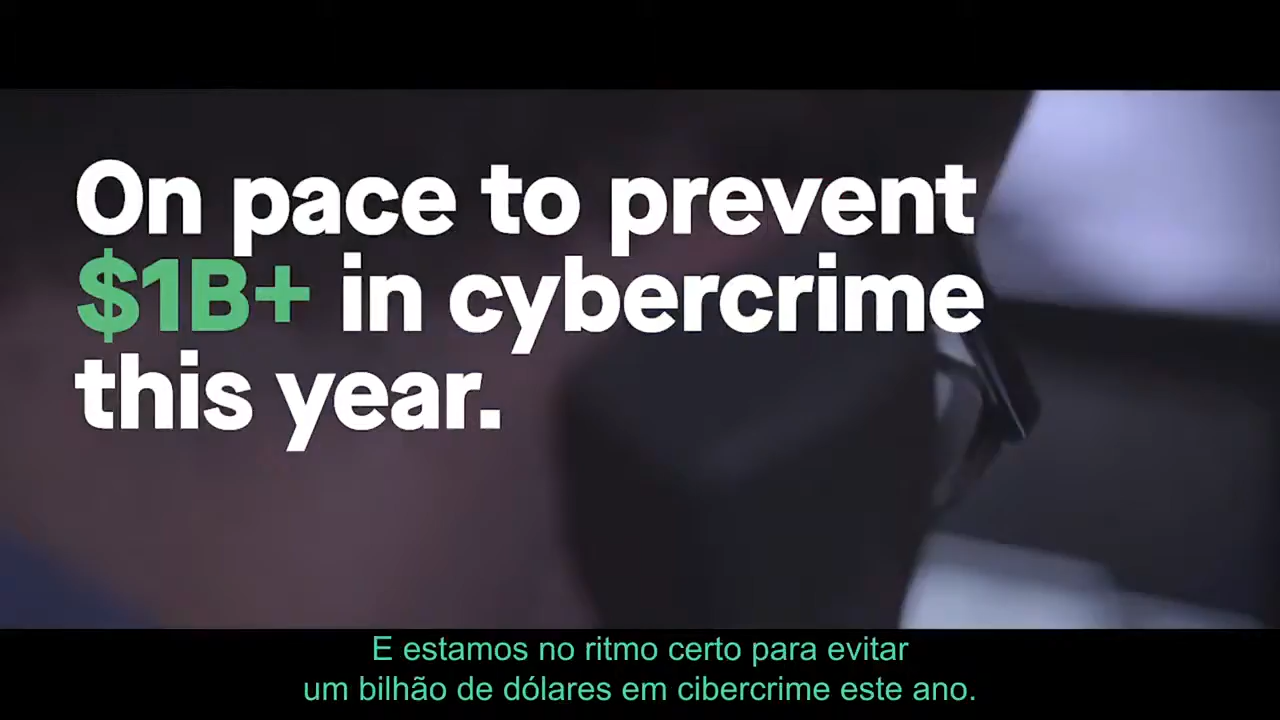 On pace to prevent
$1B+ in cybercrime
this year.
E estamos no ritmo certo para evitar
um bilhão de dólares em cibercrime este ano.